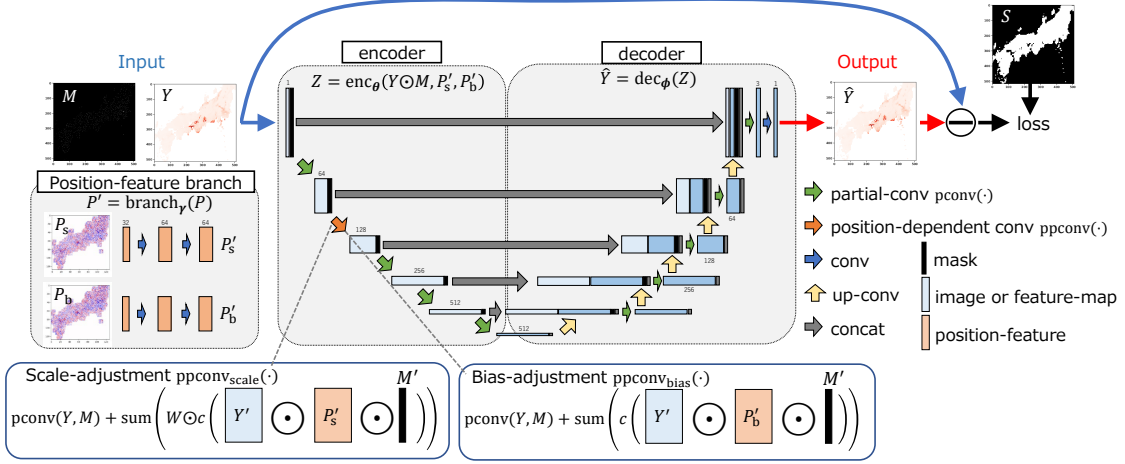 Input
M
Y
encoder
Z = enc_θ(Y⊙M, P′_s, P′_b)
decoder
Ŷ = dec_ϕ(Z)
Output
Ŷ
S
loss
1
64
128
256
512
512
256
128
64
3
1
Position-feature branch
P′ = branch_γ(P)
P_s
32
64
64
P′_s
P_b
P′_b
partial-conv pconv(·)
position-dependent conv ppconv(·)
conv
up-conv
concat
mask
image or feature-map
position-feature
Scale-adjustment ppconv_scale(·)
M′
pconv(Y, M) + sum(W⊙c((Y′ ⊙ P′_s ⊙ )))
Bias-adjustment ppconv_bias(·)
M′
pconv(Y, M) + sum(c((Y′ ⊙ P′_b ⊙ )))